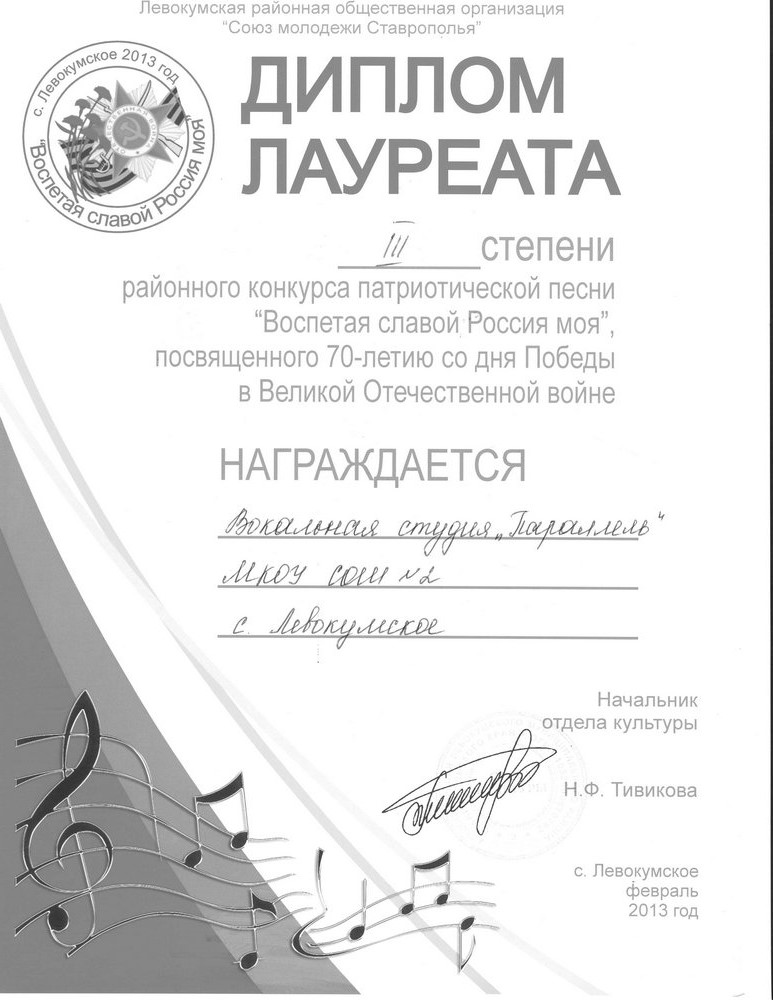 Левокумская районная общественная организация
“Союз молодежи Ставрополья”
с. Левокумское 2013 год
“Воспетая славой Россия моя”
ДИПЛОМ
ЛАУРЕАТА
III степени
районного конкурса патриотической песни
“Воспетая славой Россия моя”,
посвященного 70-летию со дня Победы
в Великой Отечественной войне
НАГРАЖДАЕТСЯ
Вокальная студия „Параллель“
МКОУ СОШ №2
с. Левокумское
Начальник
отдела культуры
Н.Ф. Тивикова
с. Левокумское
февраль
2013 год